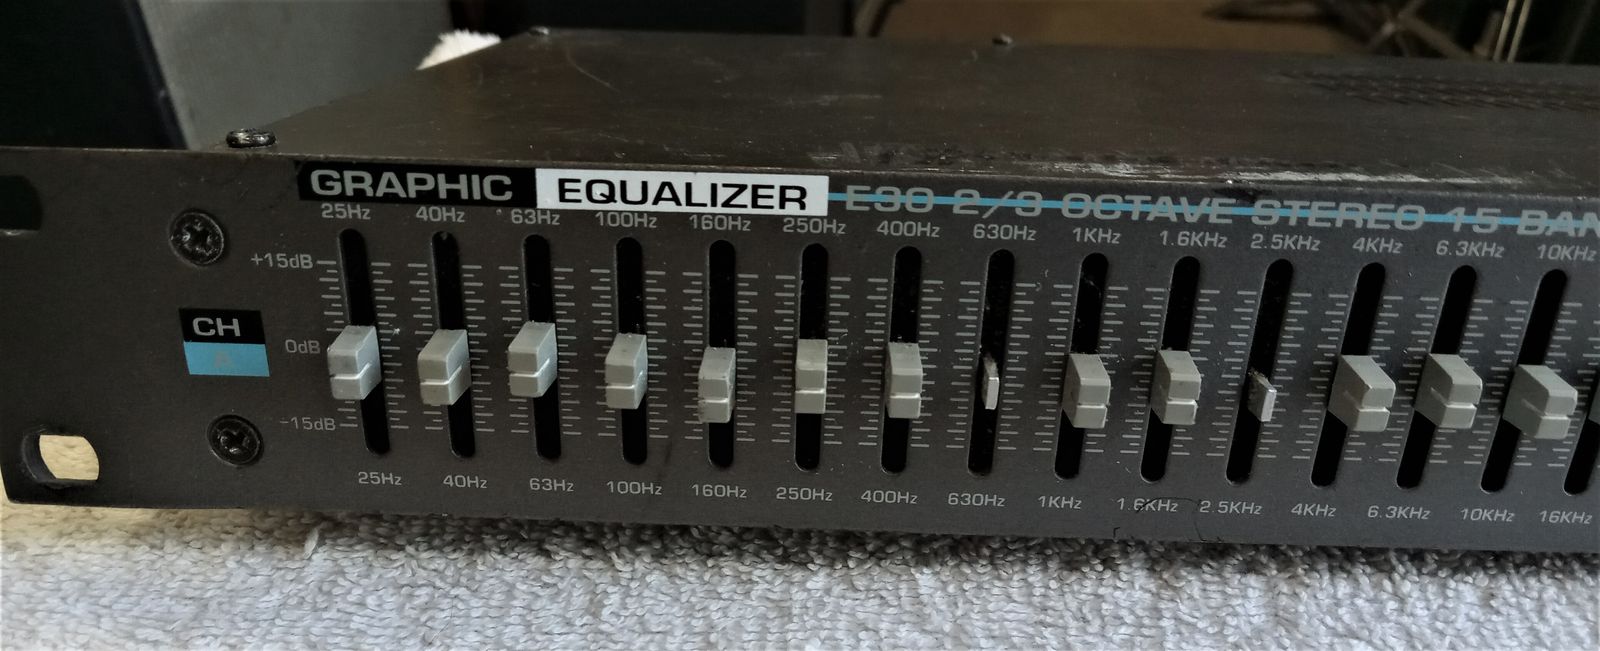 GRAPHIC EQUALIZER E30 2/3 OCTAVE STEREO 15 BAN
25Hz 40Hz 63Hz 100Hz 160Hz 250Hz 400Hz 630Hz 1KHz 1.6KHz 2.5KHz 4KHz 6.3KHz 10KHz
+15dB
CH
A
0dB
-15dB
25Hz 40Hz 63Hz 100Hz 160Hz 250Hz 400Hz 630Hz 1KHz 1.6KHz 2.5KHz 4KHz 6.3KHz 10KHz 16KHz